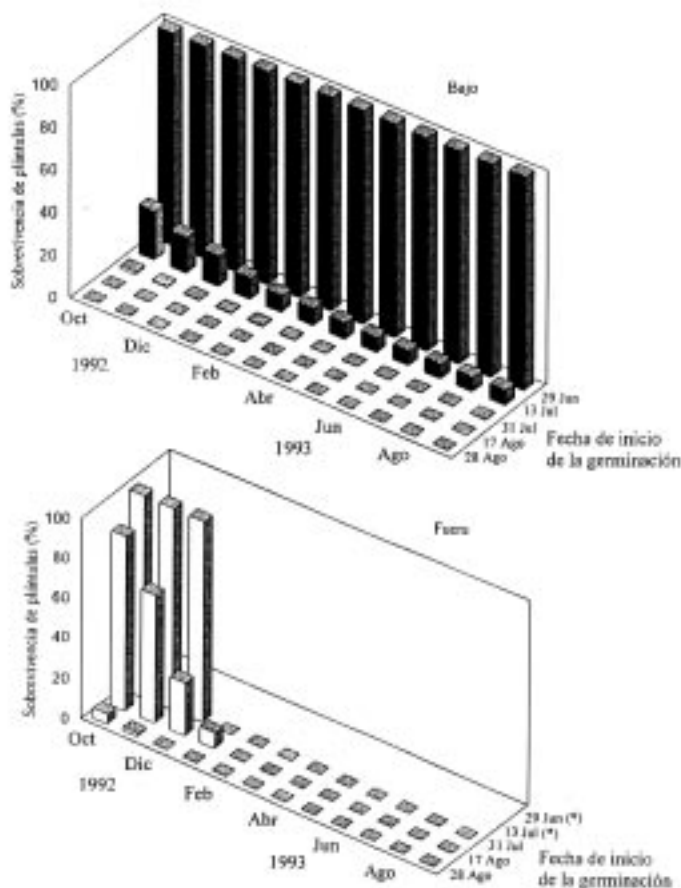 Bajo
Sobrevivencia de plántulas (%)
100
80
60
40
20
0
Oct
Dic
Feb
Abr
Jun
Ago
1992
1993
29 Jun
13 Jul
31 Jul
17 Ago
28 Ago
Fecha de inicio
de la germinación
Fuera
Sobrevivencia de plántulas (%)
100
80
60
40
20
0
Oct
Dic
Feb
Abr
Jun
Ago
1992
1993
29 Jun (*)
13 Jul (*)
31 Jul
17 Ago
28 Ago
Fecha de inicio
de la germinación